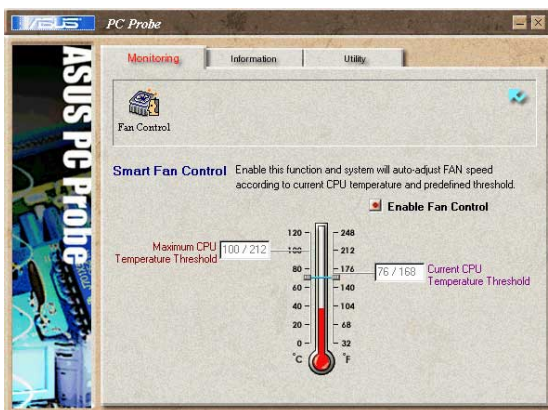 ASUS PC Probe
ASUS PC Probe
Monitoring Information Utility
Fan Control
Smart Fan Control Enable this function and system will auto-adjust FAN speed
according to current CPU temperature and predefined threshold.
Enable Fan Control
Maximum CPU
Temperature Threshold
100 / 212
120 248
100 212
80 176
60 140
40 104
20 68
0 32
°C °F
76 / 168
Current CPU
Temperature Threshold